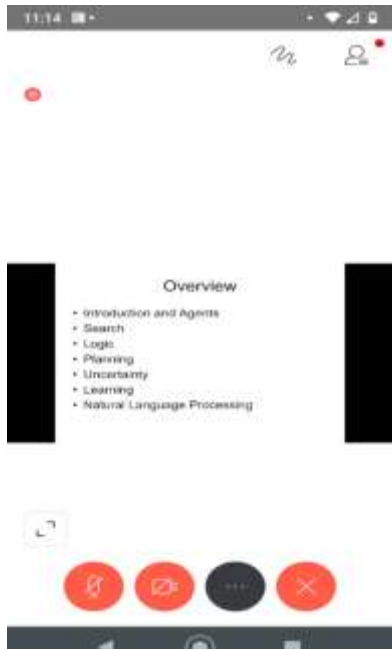 11:14
Overview
• Introduction and Agents
• Search
• Logic
• Planning
• Uncertainty
• Learning
• Natural Language Processing